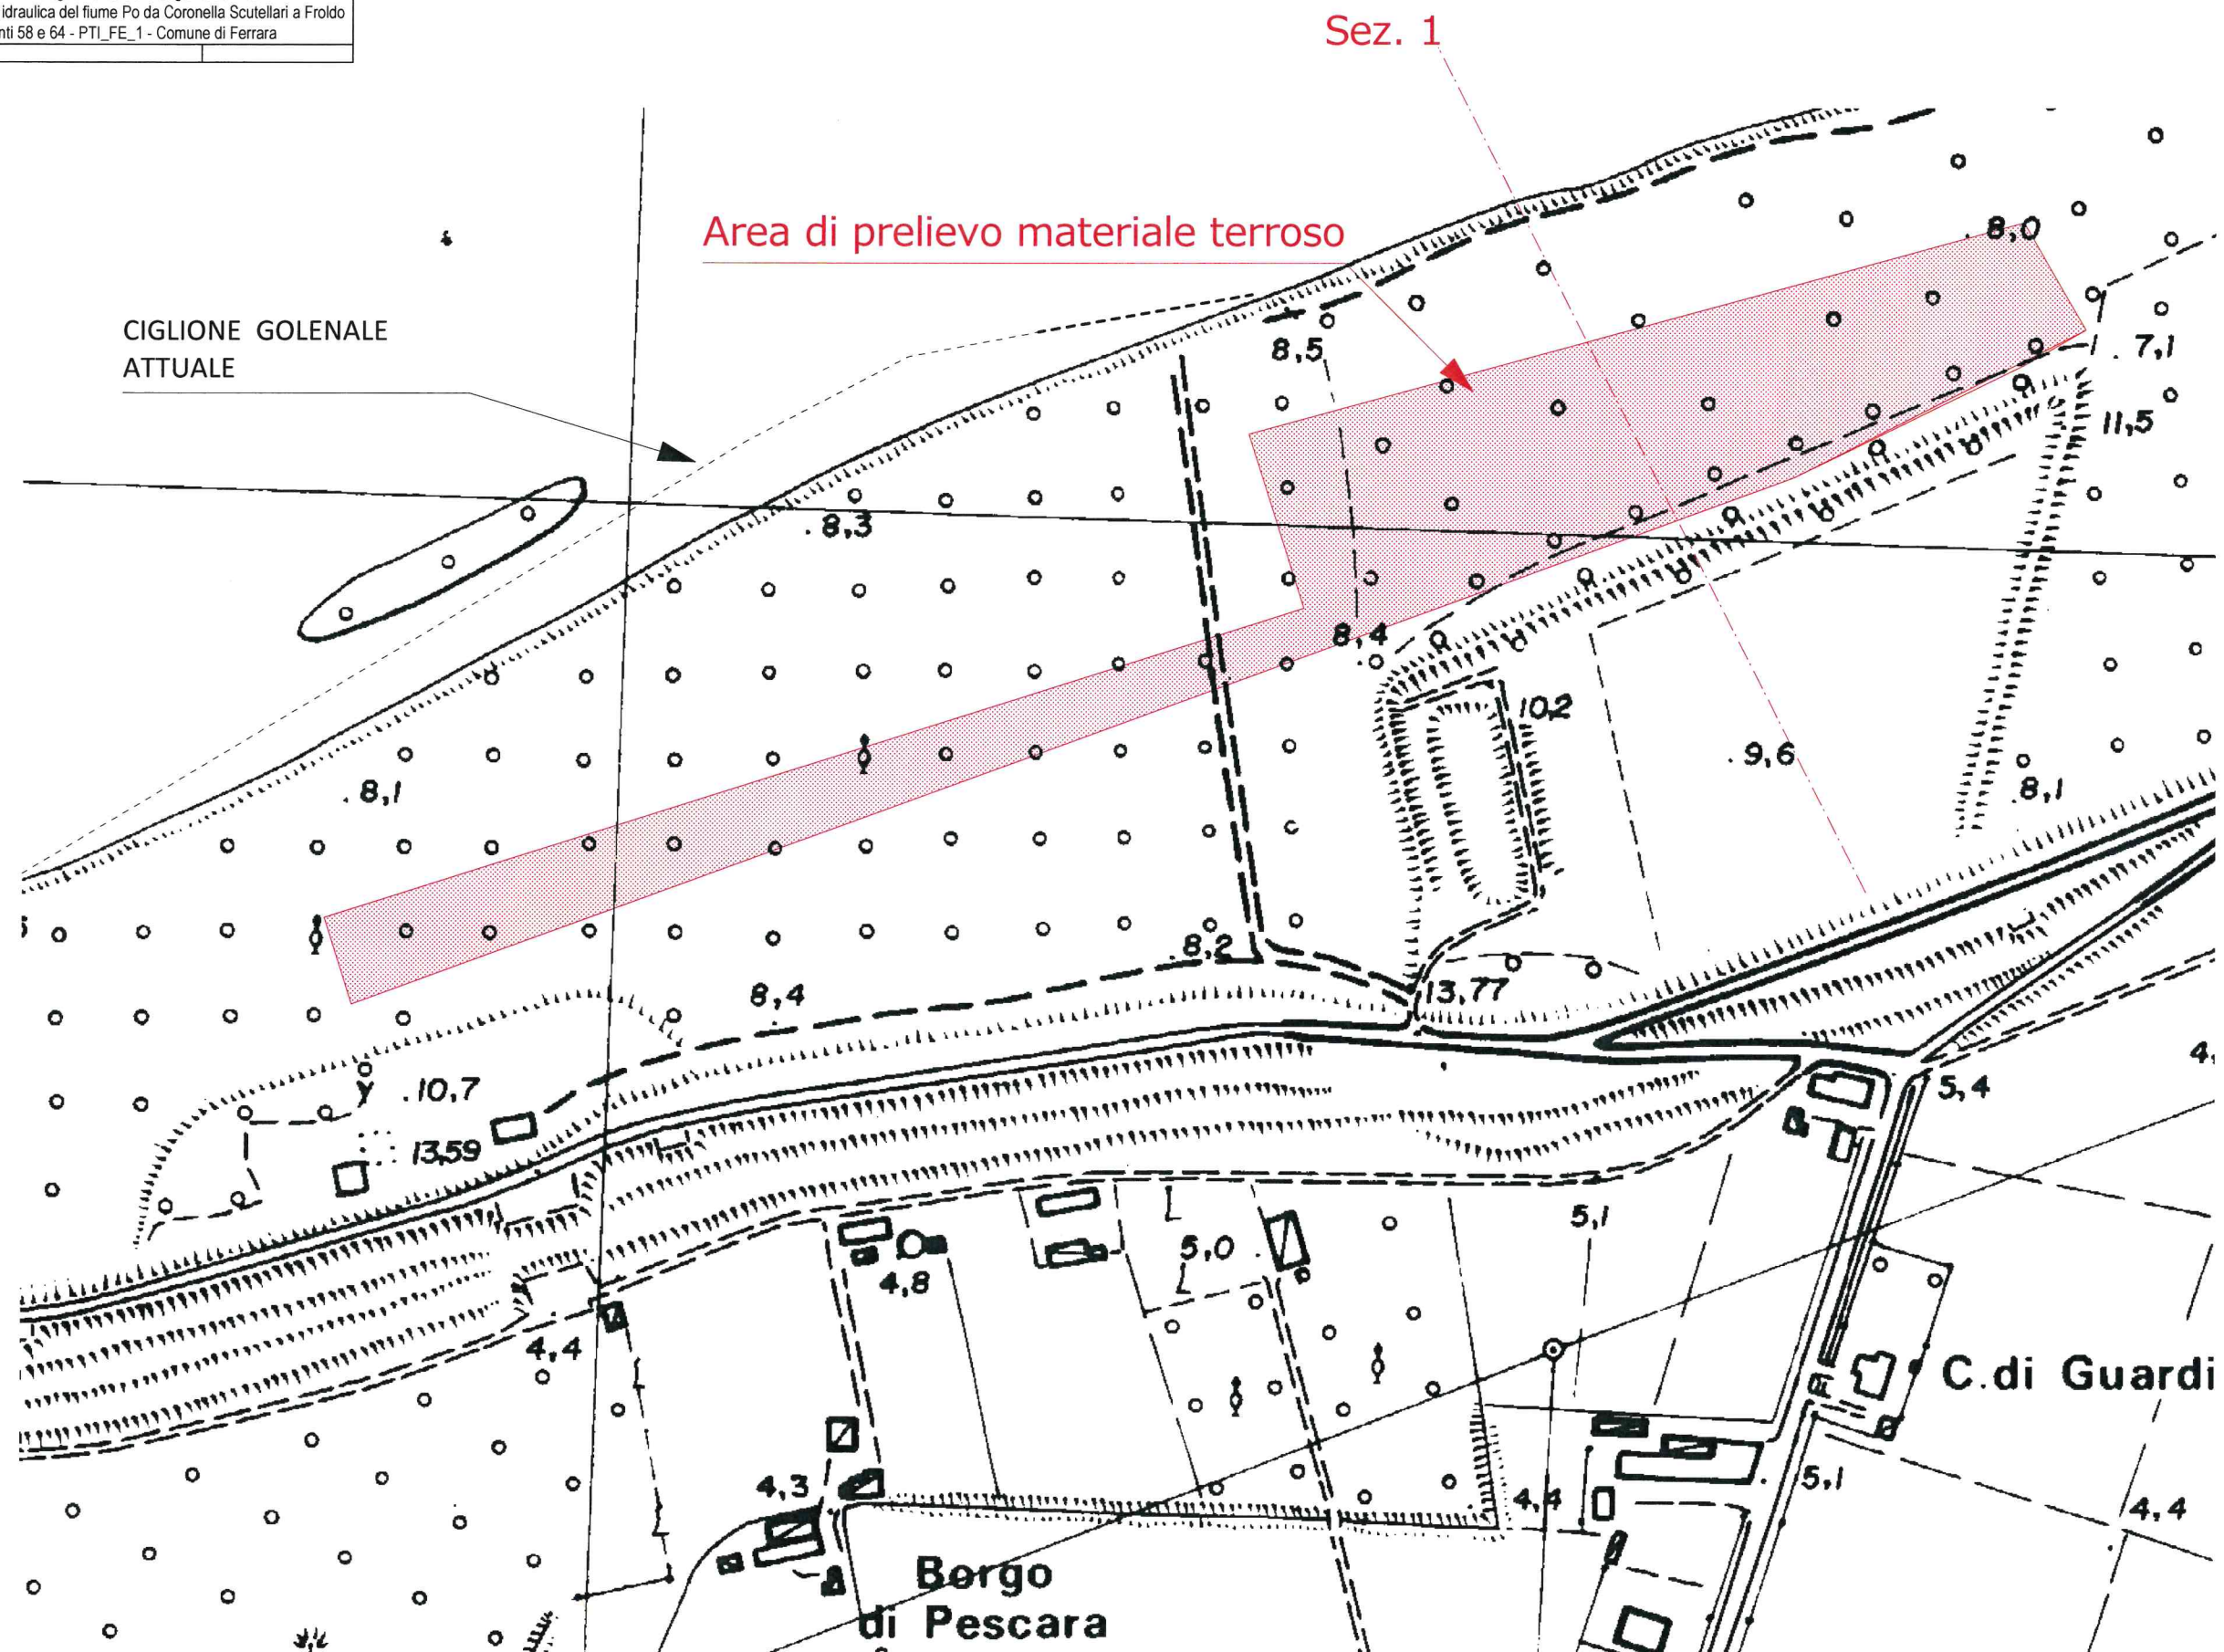 idraulica del fiume Po da Coronella Scutellari a Froldo
nti 58 e 64 - PTI_FE_1 - Comune di Ferrara
Sez. 1
Area di prelievo materiale terroso
CIGLIONE GOLENALE
ATTUALE
. 8,0
8,5
. 7,1
11,5
. 8,3
8,4
10,2
. 9,6
. 8,1
. 8,1
. 8,2
8,4
13,77
. 10,7
13,59
5,4
5,1
5,0
4,8
4,4
C.di Guardi
4,3
4,4
5,1
4,4
Borgo
di Pescara